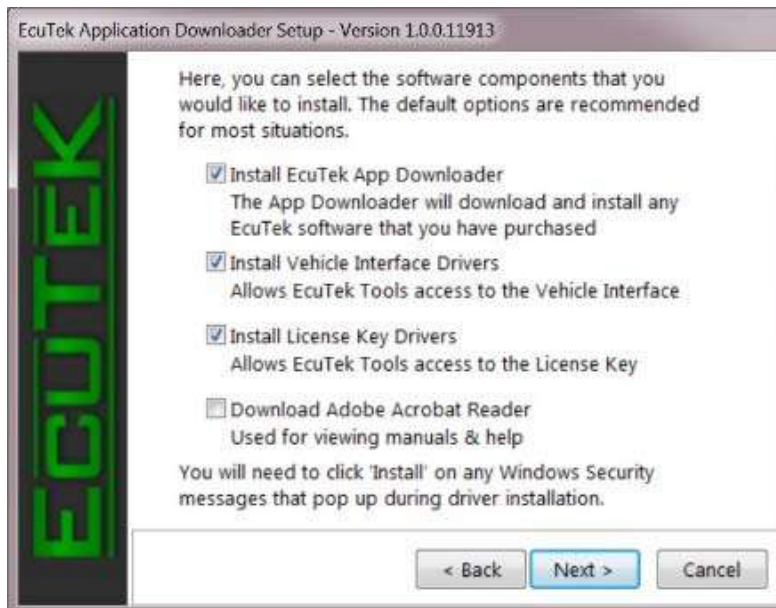 EcuTek Application Downloader Setup - Version 1.0.0.11913
ECUTEK
Here, you can select the software components that you
would like to install. The default options are recommended
for most situations.
Install EcuTek App Downloader
The App Downloader will download and install any
EcuTek software that you have purchased
Install Vehicle Interface Drivers
Allows EcuTek Tools access to the Vehicle Interface
Install License Key Drivers
Allows EcuTek Tools access to the License Key
Download Adobe Acrobat Reader
Used for viewing manuals & help
You will need to click 'Install' on any Windows Security
messages that pop up during driver installation.
< Back Next > Cancel